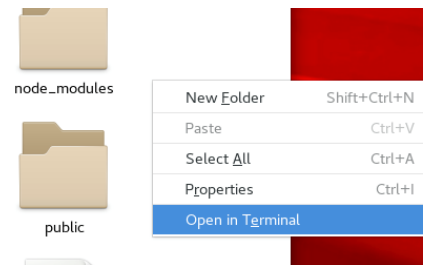 node_modules
New Folder Shift+Ctrl+N
Paste Ctrl+V
Select All Ctrl+A
Properties Ctrl+I
Open in Terminal
public